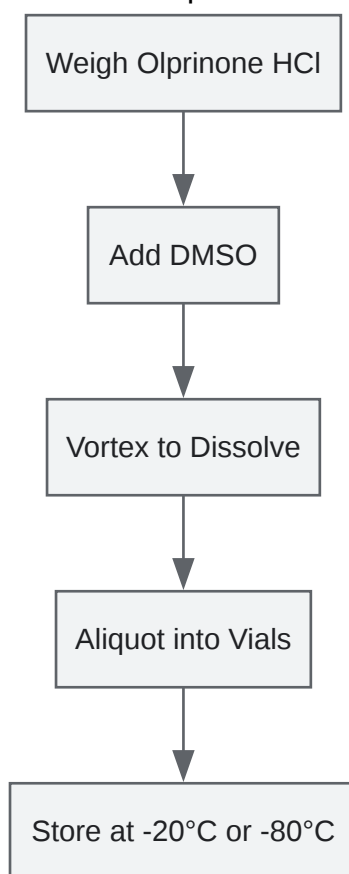 Weigh Olprinone HCl
Add DMSO
Vortex to Dissolve
Aliquot into Vials
Store at -20°C or -80°C